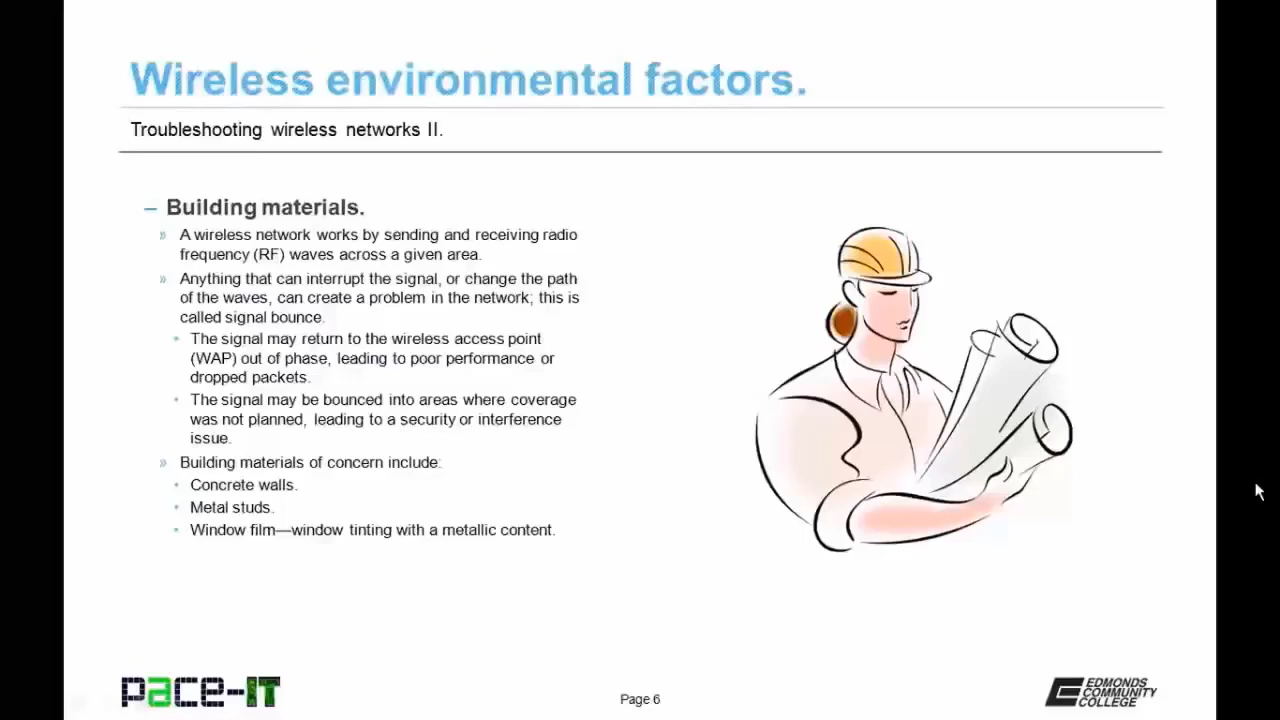 Wireless environmental factors.
Troubleshooting wireless networks II.
– Building materials.
» A wireless network works by sending and receiving radio
frequency (RF) waves across a given area.
» Anything that can interrupt the signal, or change the path
of the waves, can create a problem in the network; this is
called signal bounce.
• The signal may return to the wireless access point
(WAP) out of phase, leading to poor performance or
dropped packets.
• The signal may be bounced into areas where coverage
was not planned, leading to a security or interference
issue.
» Building materials of concern include:
• Concrete walls.
• Metal studs.
• Window film—window tinting with a metallic content.
pace-IT
Page 6
EDMONDS
COMMUNITY
COLLEGE